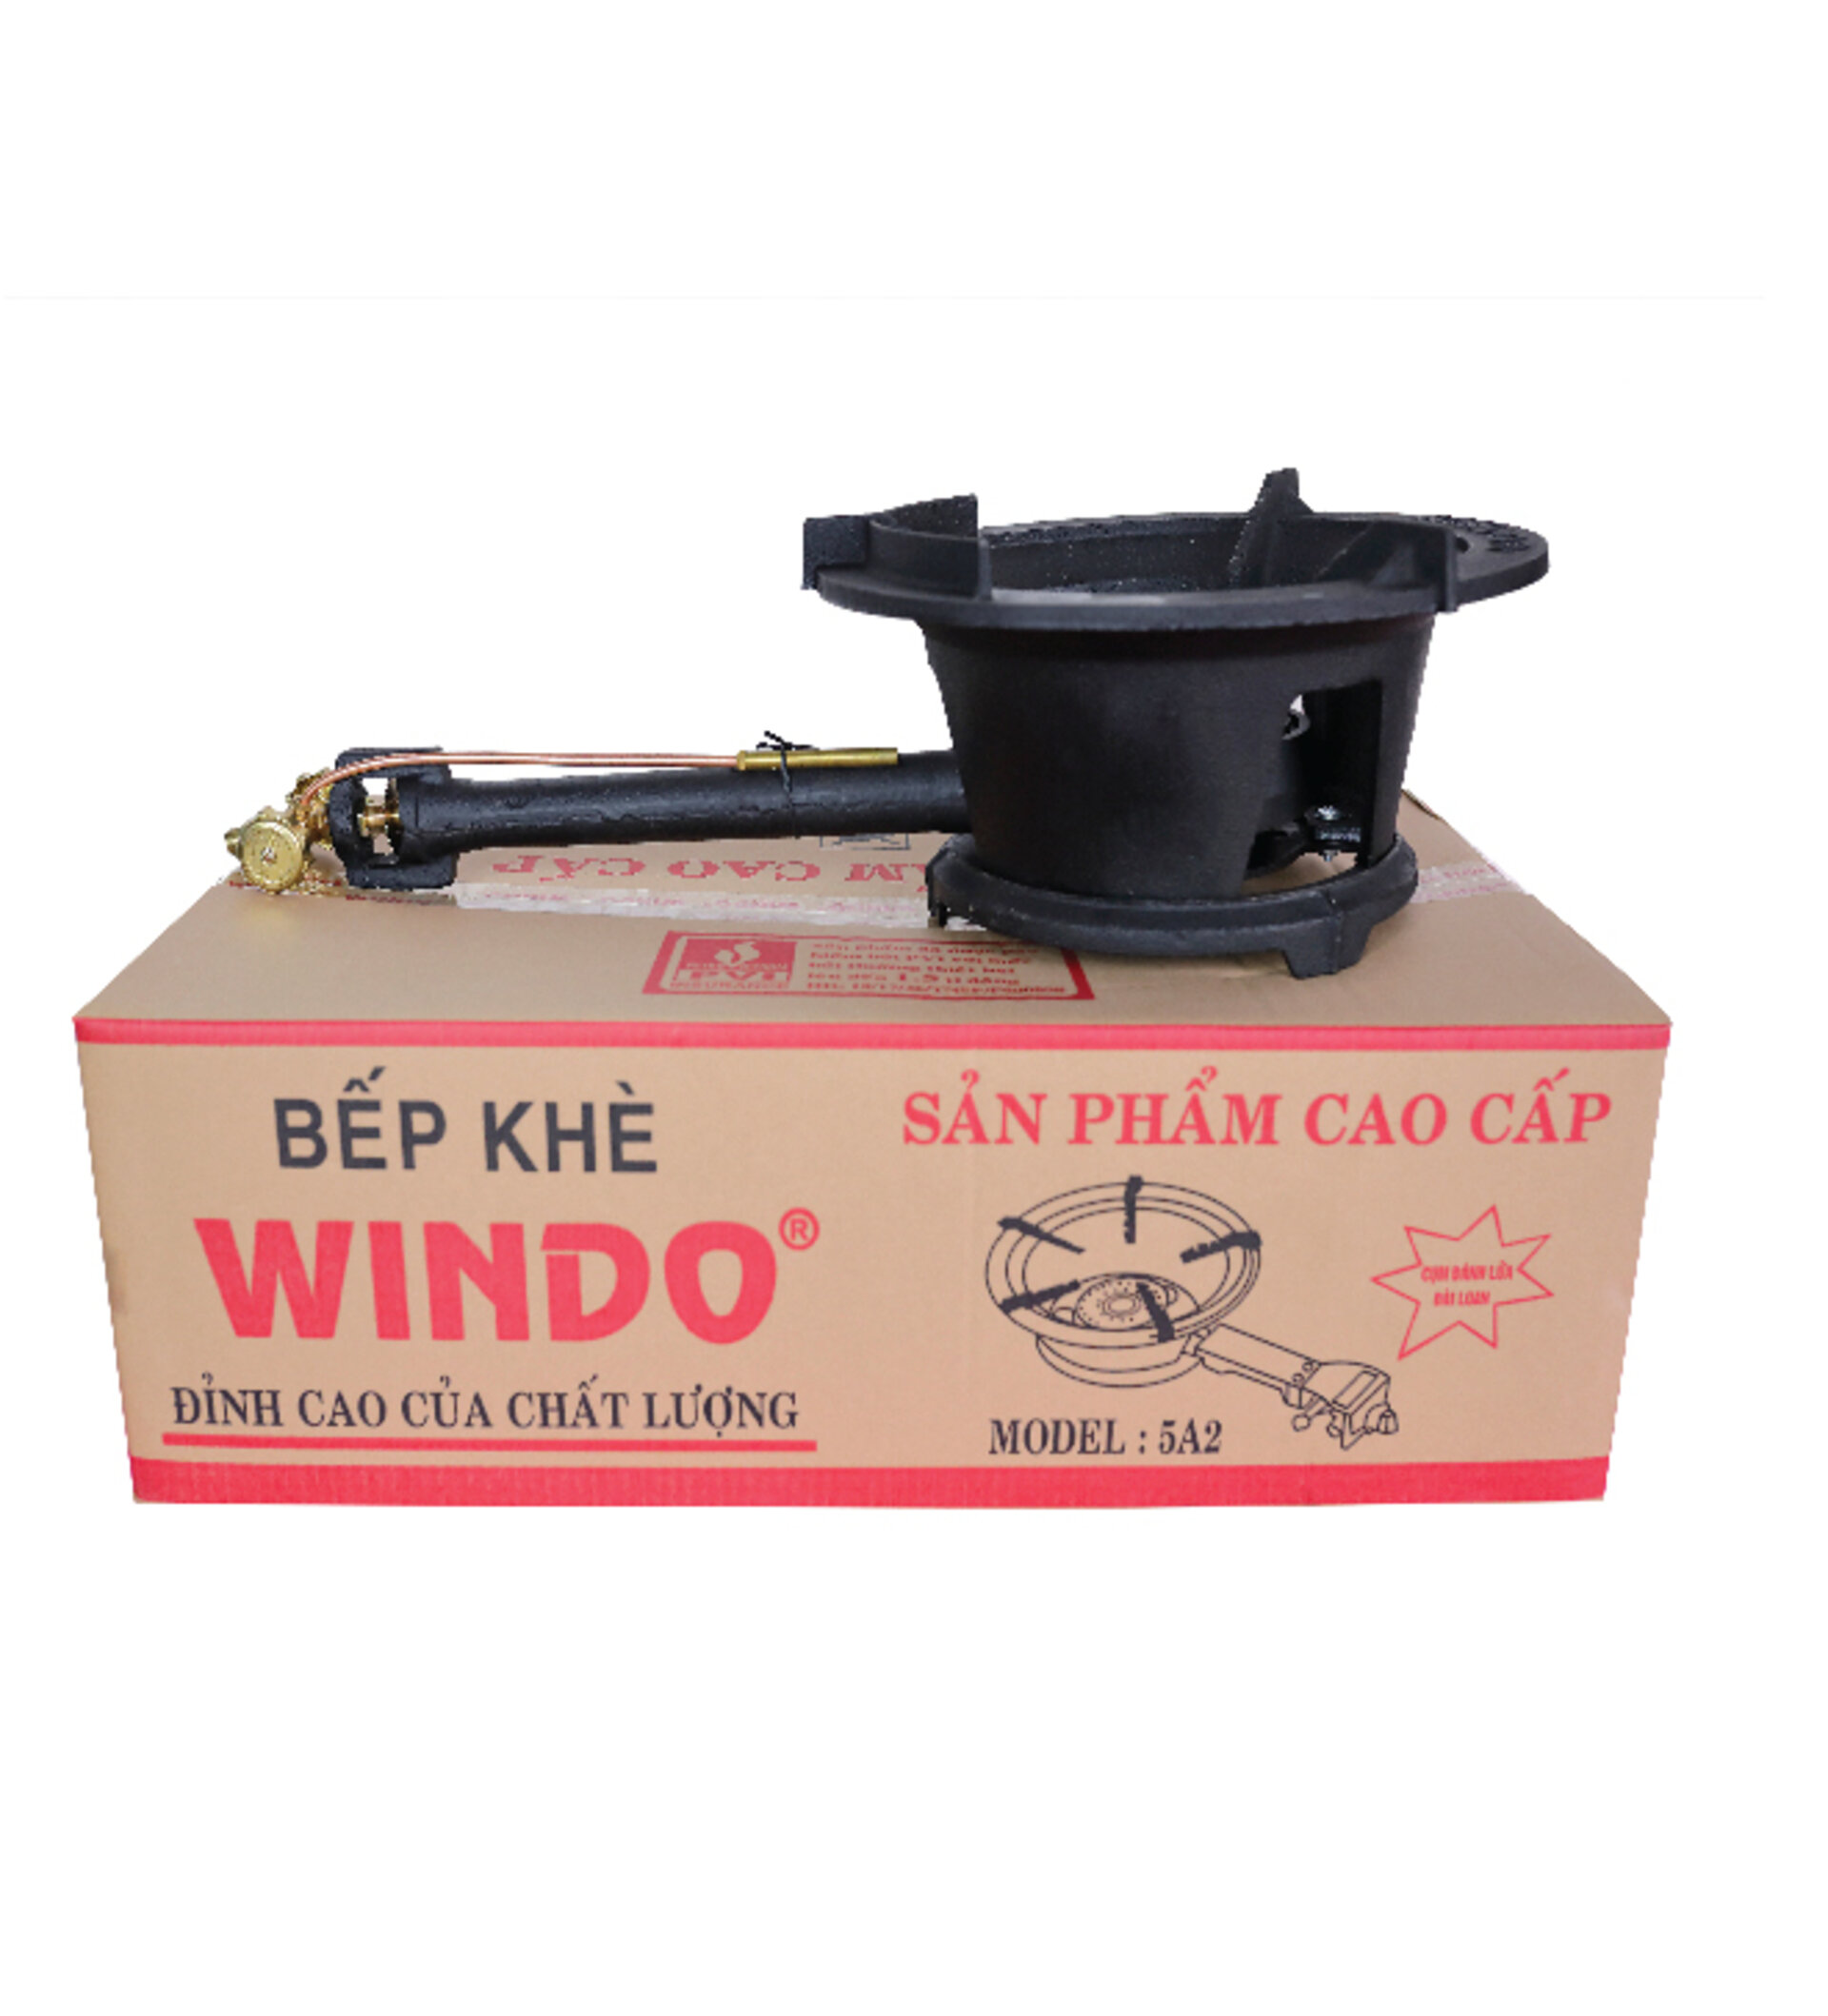 ẨM CAO CẤP
PVI
INSURANCE
BẾP KHÈ
WINDO®
ĐỈNH CAO CỦA CHẤT LƯỢNG
SẢN PHẨM CAO CẤP
CỤM ĐÁNH LỬA
ĐÀI LOAN
MODEL : 5A2